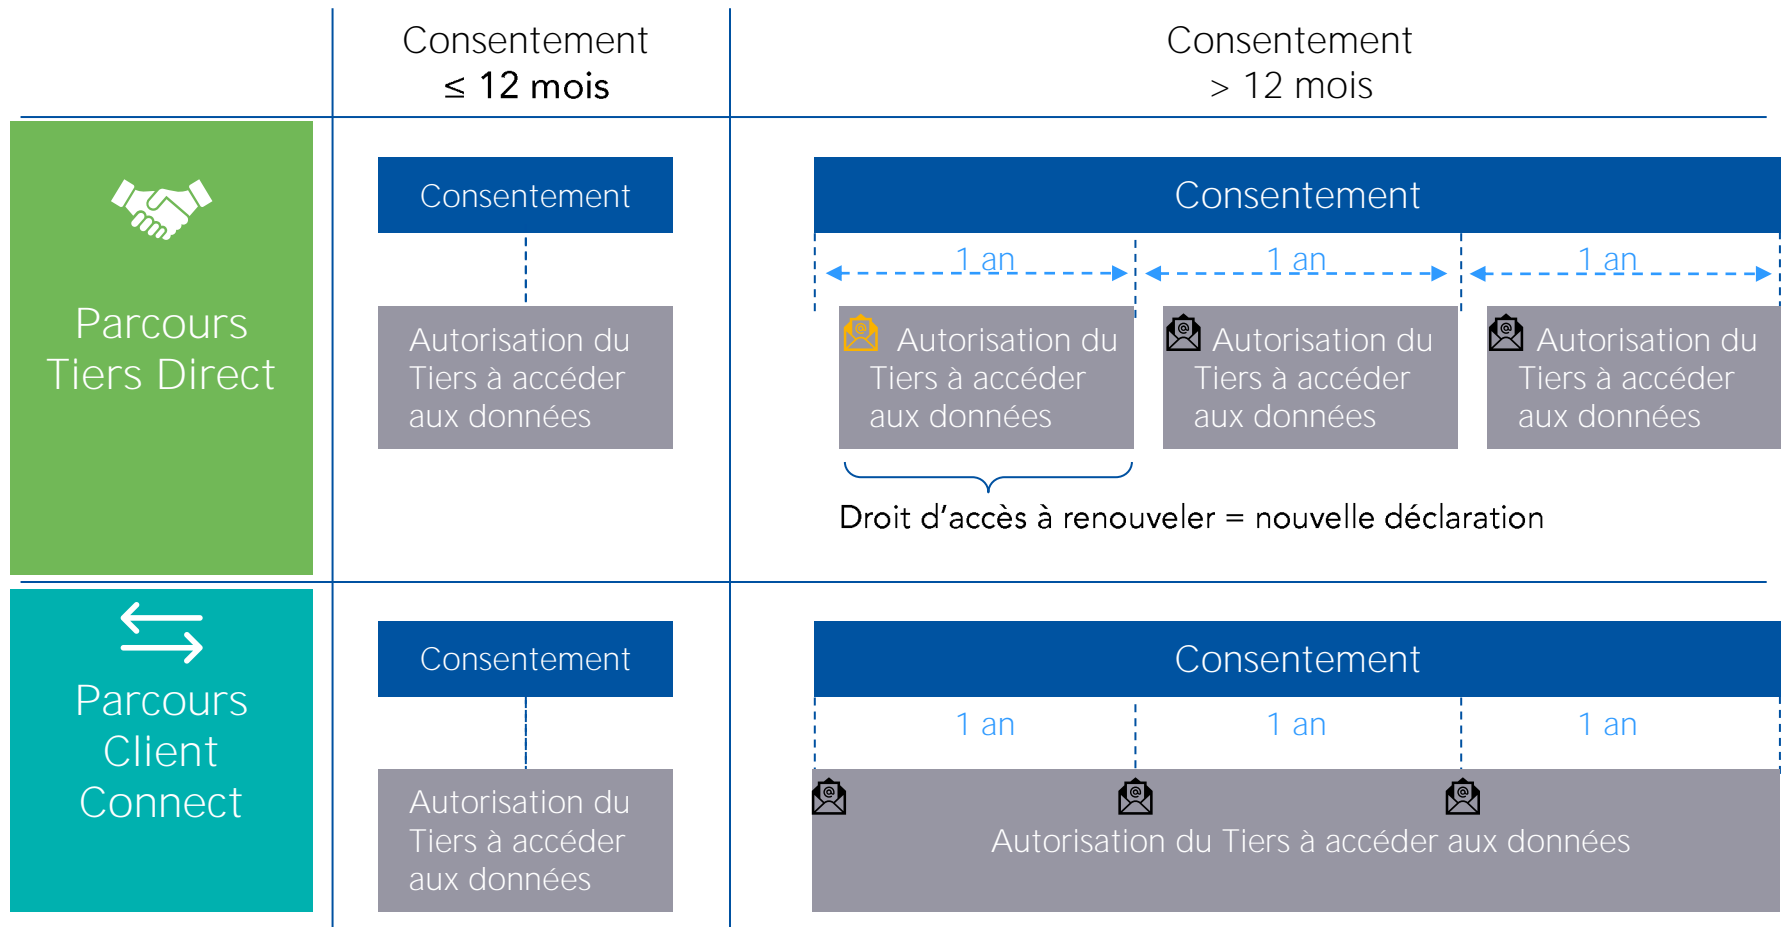 Consentement
≤ 12 mois
Consentement
> 12 mois
Parcours
Tiers Direct
Consentement
Autorisation du
Tiers à accéder
aux données
Consentement
1 an
1 an
1 an
Autorisation du
Tiers à accéder
aux données
Autorisation du
Tiers à accéder
aux données
Autorisation du
Tiers à accéder
aux données
Droit d'accès à renouveler = nouvelle déclaration
Parcours
Client
Connect
Consentement
Autorisation du
Tiers à accéder
aux données
Consentement
1 an
1 an
1 an
Autorisation du Tiers à accéder aux données